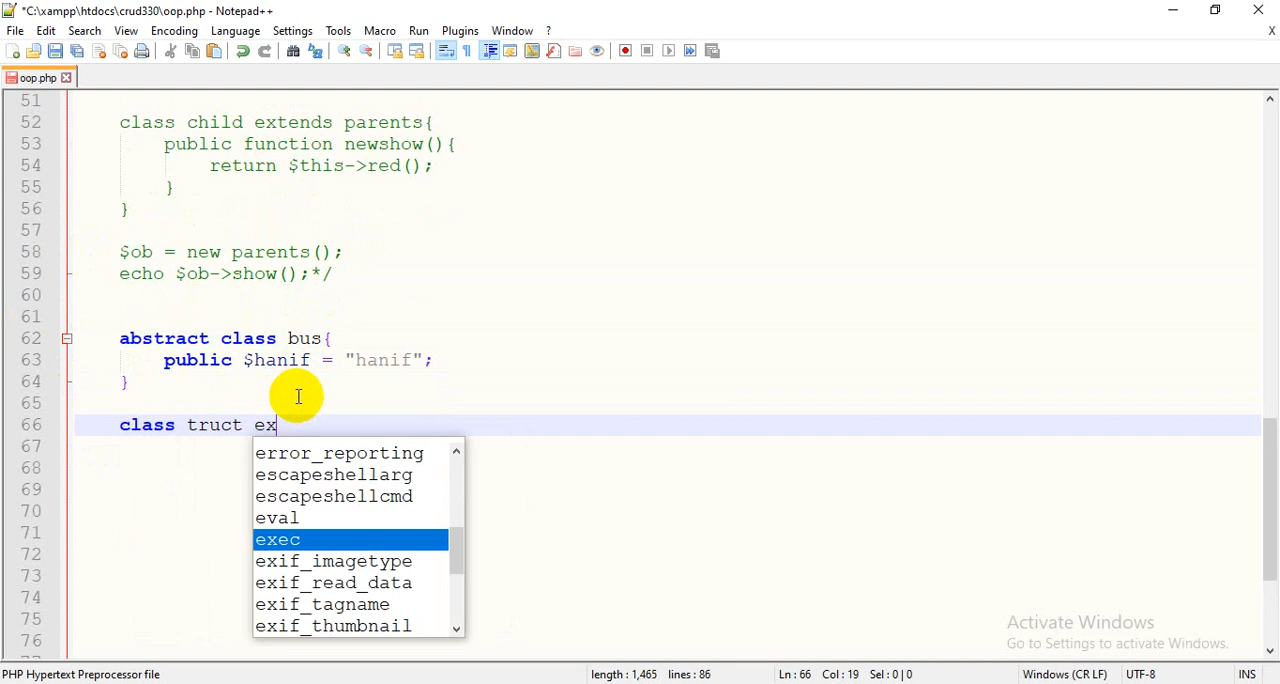 *C:\xampp\htdocs\crud330\oop.php - Notepad++
File Edit Search View Encoding Language Settings Tools Macro Run Plugins Window ? X
oop.php
51
52 class child extends parents{
53 public function newshow(){
54 return $this->red();
55 }
56 }
57
58 $ob = new parents();
59 echo $ob->show();*/
60
61
62 abstract class bus{
63 public $hanif = "hanif";
64 }
65
66 class truct ex
67 error_reporting
68 escapeshellarg
69 escapeshellcmd
70 eval
71 exec
72 exif_imagetype
73 exif_read_data
74 exif_tagname
75 exif_thumbnail
76
Activate Windows
Go to Settings to activate Windows.
PHP Hypertext Preprocessor file length : 1,465 lines : 86 Ln : 66 Col : 19 Sel : 0 | 0 Windows (CR LF) UTF-8 INS